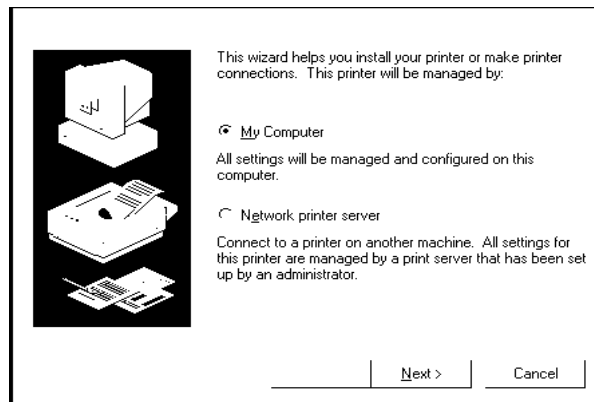 This wizard helps you install your printer or make printer
connections. This printer will be managed by:
My Computer
All settings will be managed and configured on this
computer.
Network printer server
Connect to a printer on another machine. All settings for
this printer are managed by a print server that has been set
up by an administrator.
Next >
Cancel